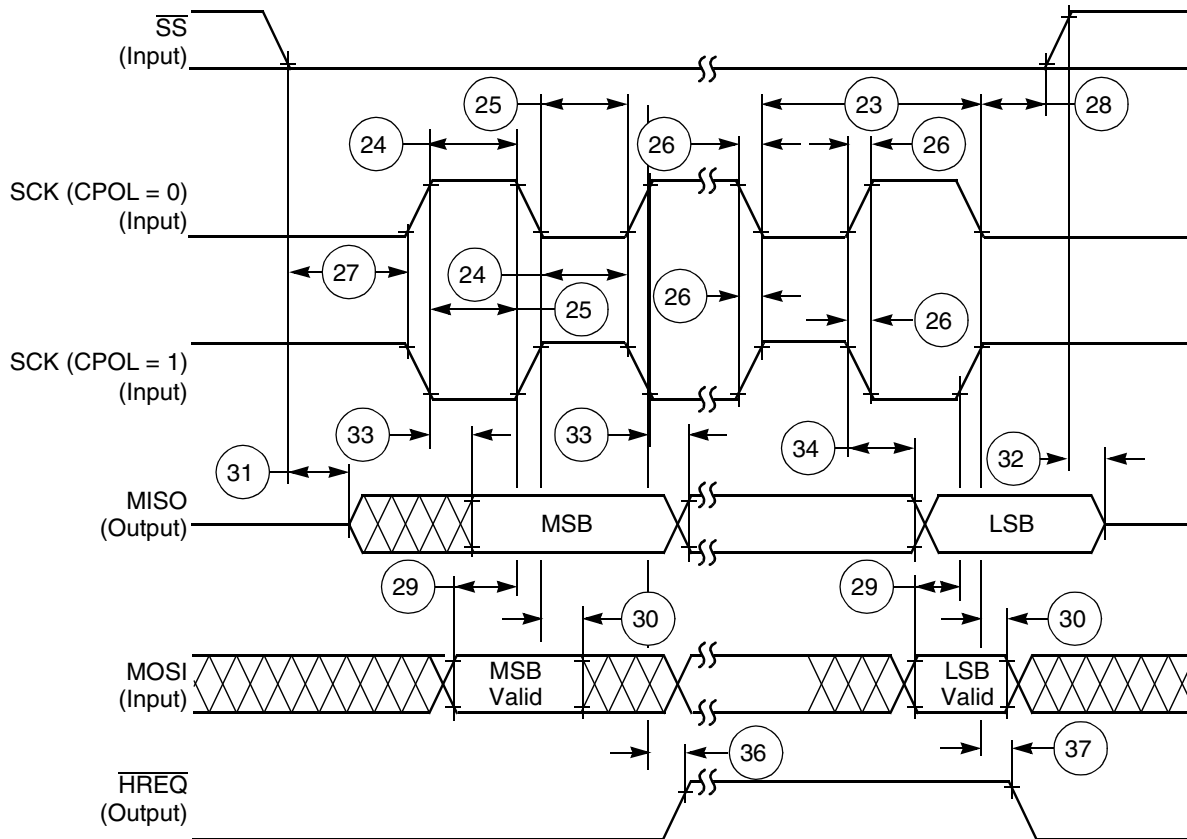 SS
(Input)
25
23
28
24
26
26
SCK (CPOL = 0)
(Input)
27
24
26
25
26
SCK (CPOL = 1)
(Input)
33
33
34
31
32
MISO
(Output)
MSB
LSB
29
29
30
30
MOSI
(Input)
MSB
Valid
LSB
Valid
36
37
HREQ
(Output)